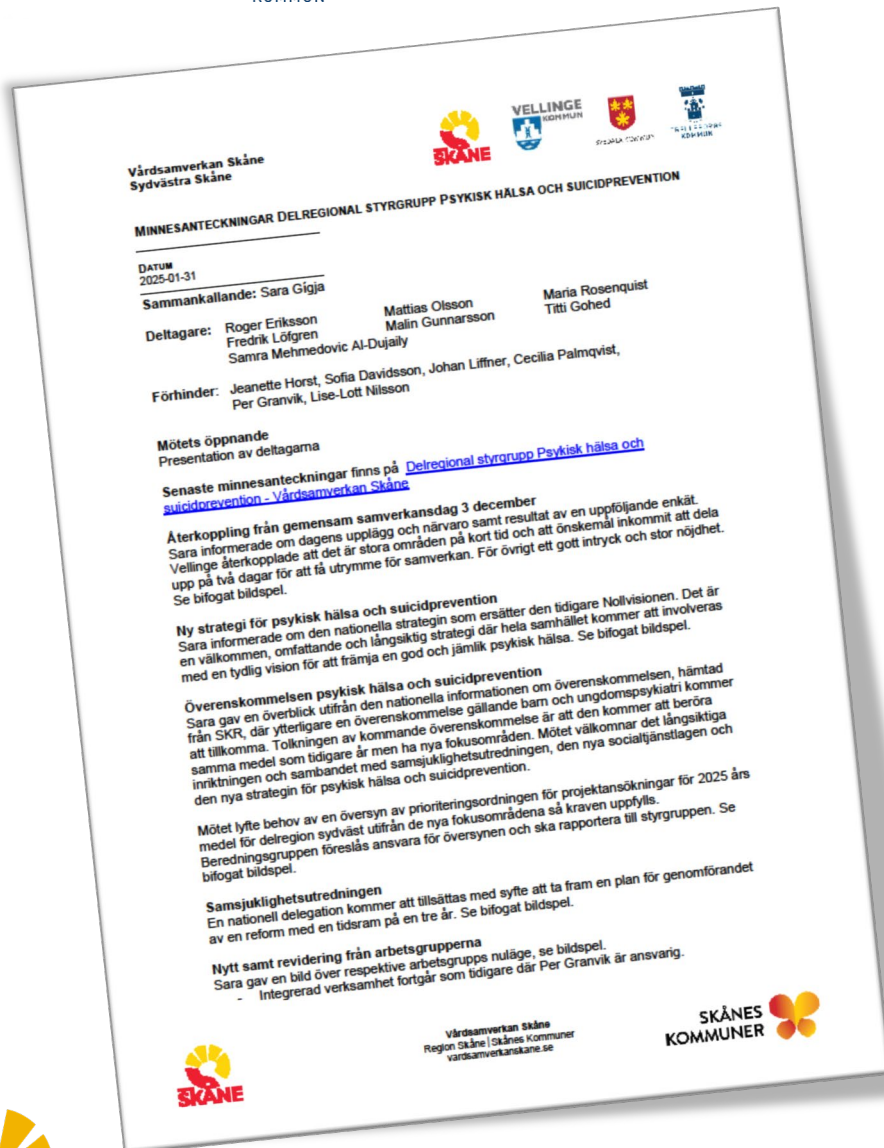 KOMMUN
SKÅNE
VELLINGE
KOMMUN
SVEDALA KOMMUN
TRELLEBORGS
KOMMUN
Vårdsamverkan Skåne
Sydvästra Skåne
MINNESANTECKNINGAR DELREGIONAL STYRGRUPP PSYKISK HÄLSA OCH SUICIDPREVENTION
DATUM
2025-01-31
Sammankallande: Sara Gígja
Deltagare: Roger Eriksson Mattias Olsson Maria Rosenquist
Fredrik Löfgren Malin Gunnarsson Titti Gohed
Samra Mehmedovic Al-Dujaily
Förhinder: Jeanette Horst, Sofia Davidsson, Johan Liffner, Cecilia Palmqvist,
Per Granvik, Lise-Lott Nilsson
Mötets öppnande
Presentation av deltagarna
Senaste minnesanteckningar finns på Delregional styrgrupp Psykisk hälsa och
suicidprevention - Vårdsamverkan Skåne
Återkoppling från gemensam samverkansdag 3 december
Sara informerade om dagens upplägg och närvaro samt resultat av en uppföljande enkät.
Vellinge återkopplade att det är stora områden på kort tid och att önskemål inkommit att dela
upp på två dagar för att få utrymme för samverkan. För övrigt ett gott intryck och stor nöjdhet.
Se bifogat bildspel.
Ny strategi för psykisk hälsa och suicidprevention
Sara informerade om den nationella strategin som ersätter den tidigare Nollvisionen. Det är
en välkommen, omfattande och långsiktig strategi där hela samhället kommer att involveras
med en tydlig vision för att främja en god och jämlik psykisk hälsa. Se bifogat bildspel.
Överenskommelsen psykisk hälsa och suicidprevention
Sara gav en överblick utifrån den nationella informationen om överenskommelsen, hämtad
från SKR, där ytterligare en överenskommelse gällande barn och ungdomspsykiatri kommer
att tillkomma. Tolkningen av kommande överenskommelse är att den kommer att beröra
samma medel som tidigare år men ha nya fokusområden. Mötet välkomnar det långsiktiga
inriktningen och sambandet med samsjuklighetsutredningen, den nya socialtjänstlagen och
den nya strategin för psykisk hälsa och suicidprevention.
Mötet lyfte behov av en översyn av prioriteringsordningen för projektansökningar för 2025 års
medel för delregion sydväst utifrån de nya fokusområdena så kraven uppfylls.
Beredningsgruppen föreslås ansvara för översynen och ska rapportera till styrgruppen. Se
bifogat bildspel.
Samsjuklighetsutredningen
En nationell delegation kommer att tillsättas med syfte att ta fram en plan för genomförandet
av en reform med en tidsram på en tre år. Se bifogat bildspel.
Nytt samt revidering från arbetsgrupperna
Sara gav en bild över respektive arbetsgrupps nuläge, se bildspel.
- Integrerad verksamhet fortgår som tidigare där Per Granvik är ansvarig.
SKÅNE
Vårdsamverkan Skåne
Region Skåne | Skånes Kommuner
vardsamverkanskane.se
SKÅNES
KOMMUNER